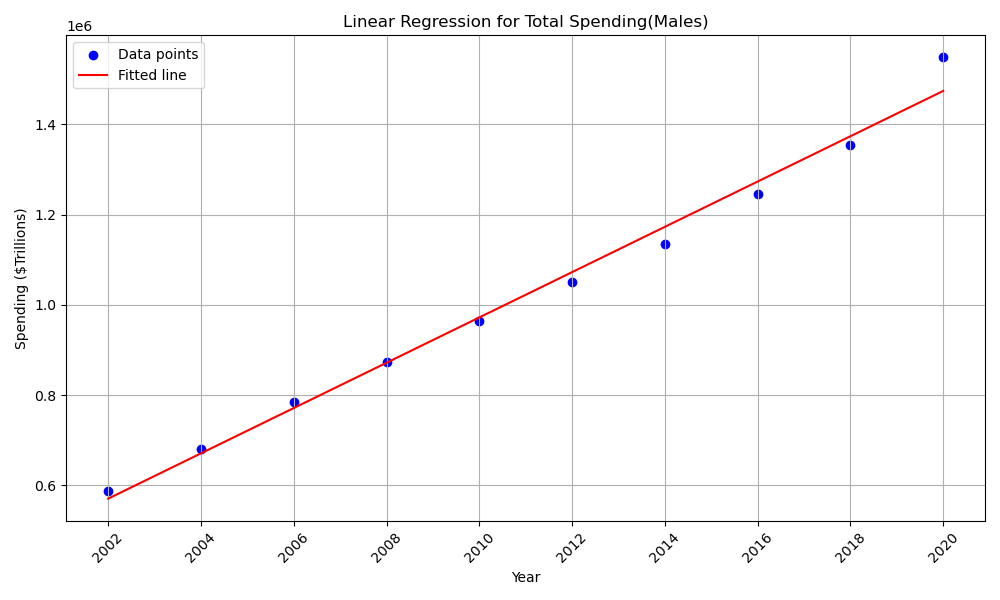 Linear Regression for Total Spending(Males)
1e6
Data points
Fitted line
1.4
1.2
1.0
0.8
0.6
Spending ($Trillions)
2002
2004
2006
2008
2010
2012
2014
2016
2018
2020
Year